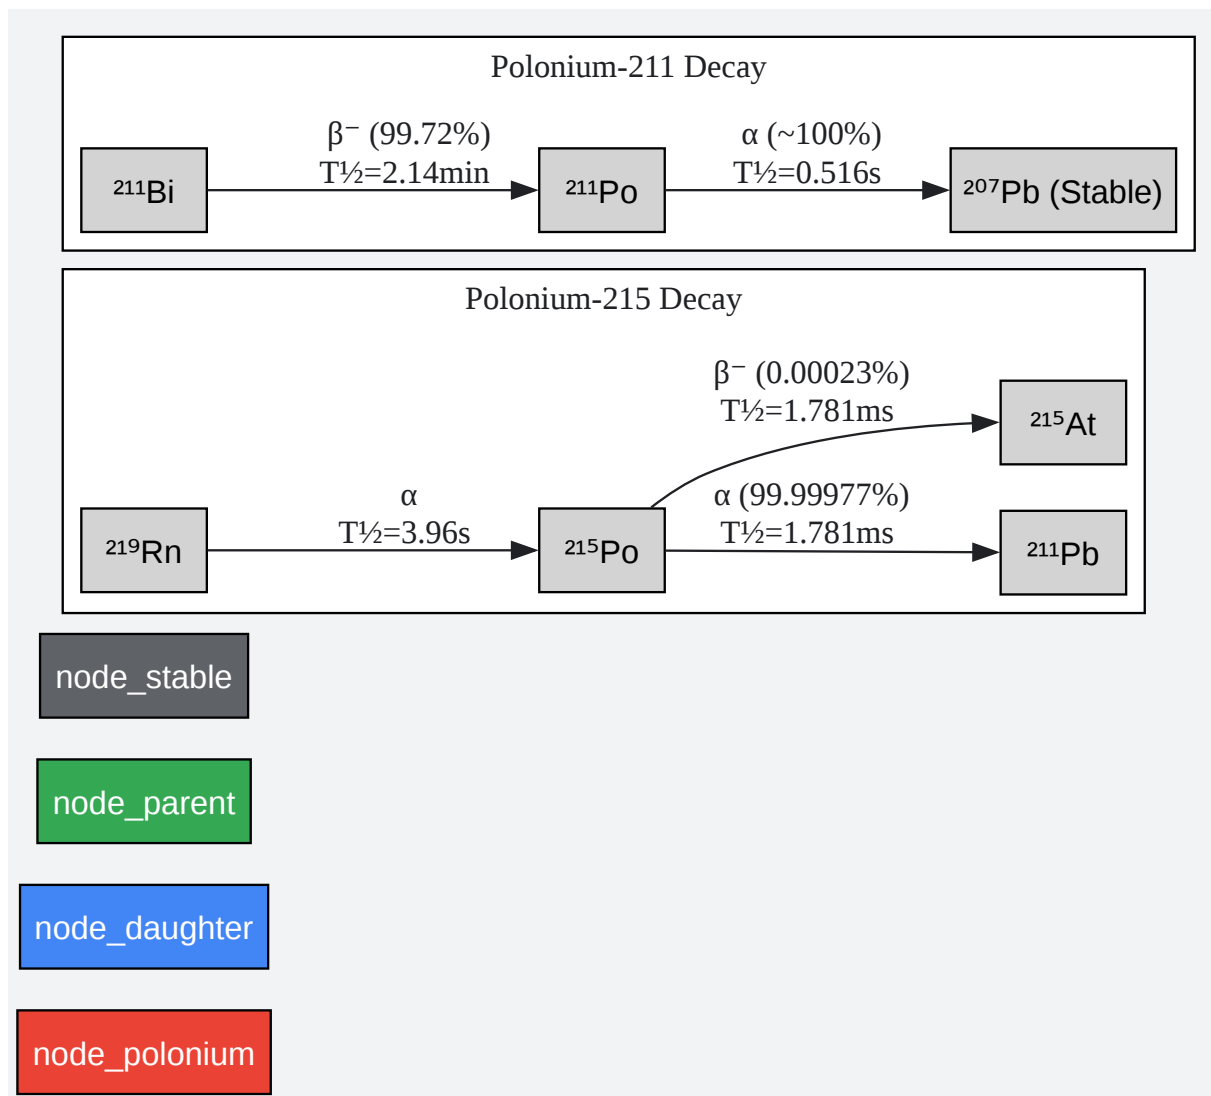 Polonium-211 Decay
β⁻ (99.72%)
T½=2.14min
α (~100%)
T½=0.516s
²¹¹Bi
²¹¹Po
²⁰⁷Pb (Stable)
Polonium-215 Decay
β⁻ (0.00023%)
T½=1.781ms
²¹⁵At
α
T½=3.96s
α (99.99977%)
T½=1.781ms
²¹⁹Rn
²¹⁵Po
²¹¹Pb
node_stable
node_parent
node_daughter
node_polonium